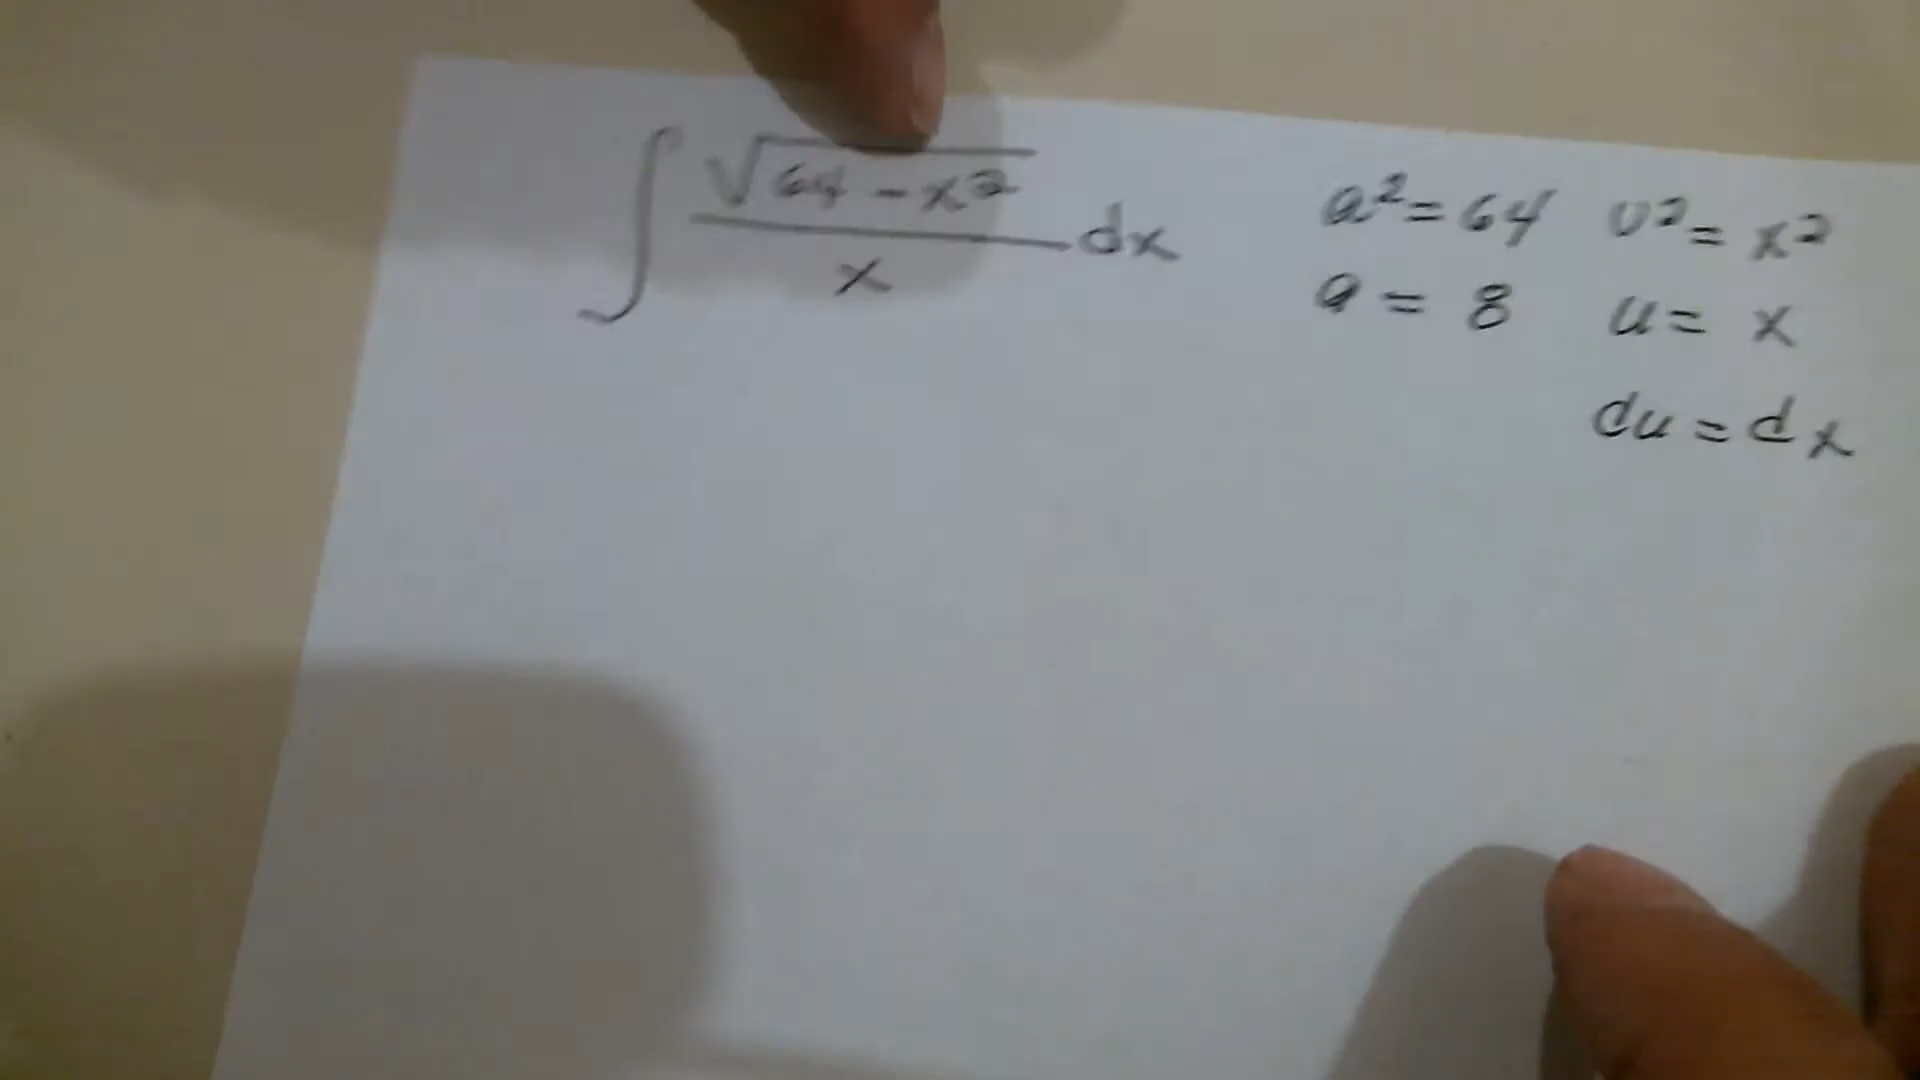 ∫ √(64 - x²) / x dx
a² = 64
u² = x²
a = 8
u = x
du = dx